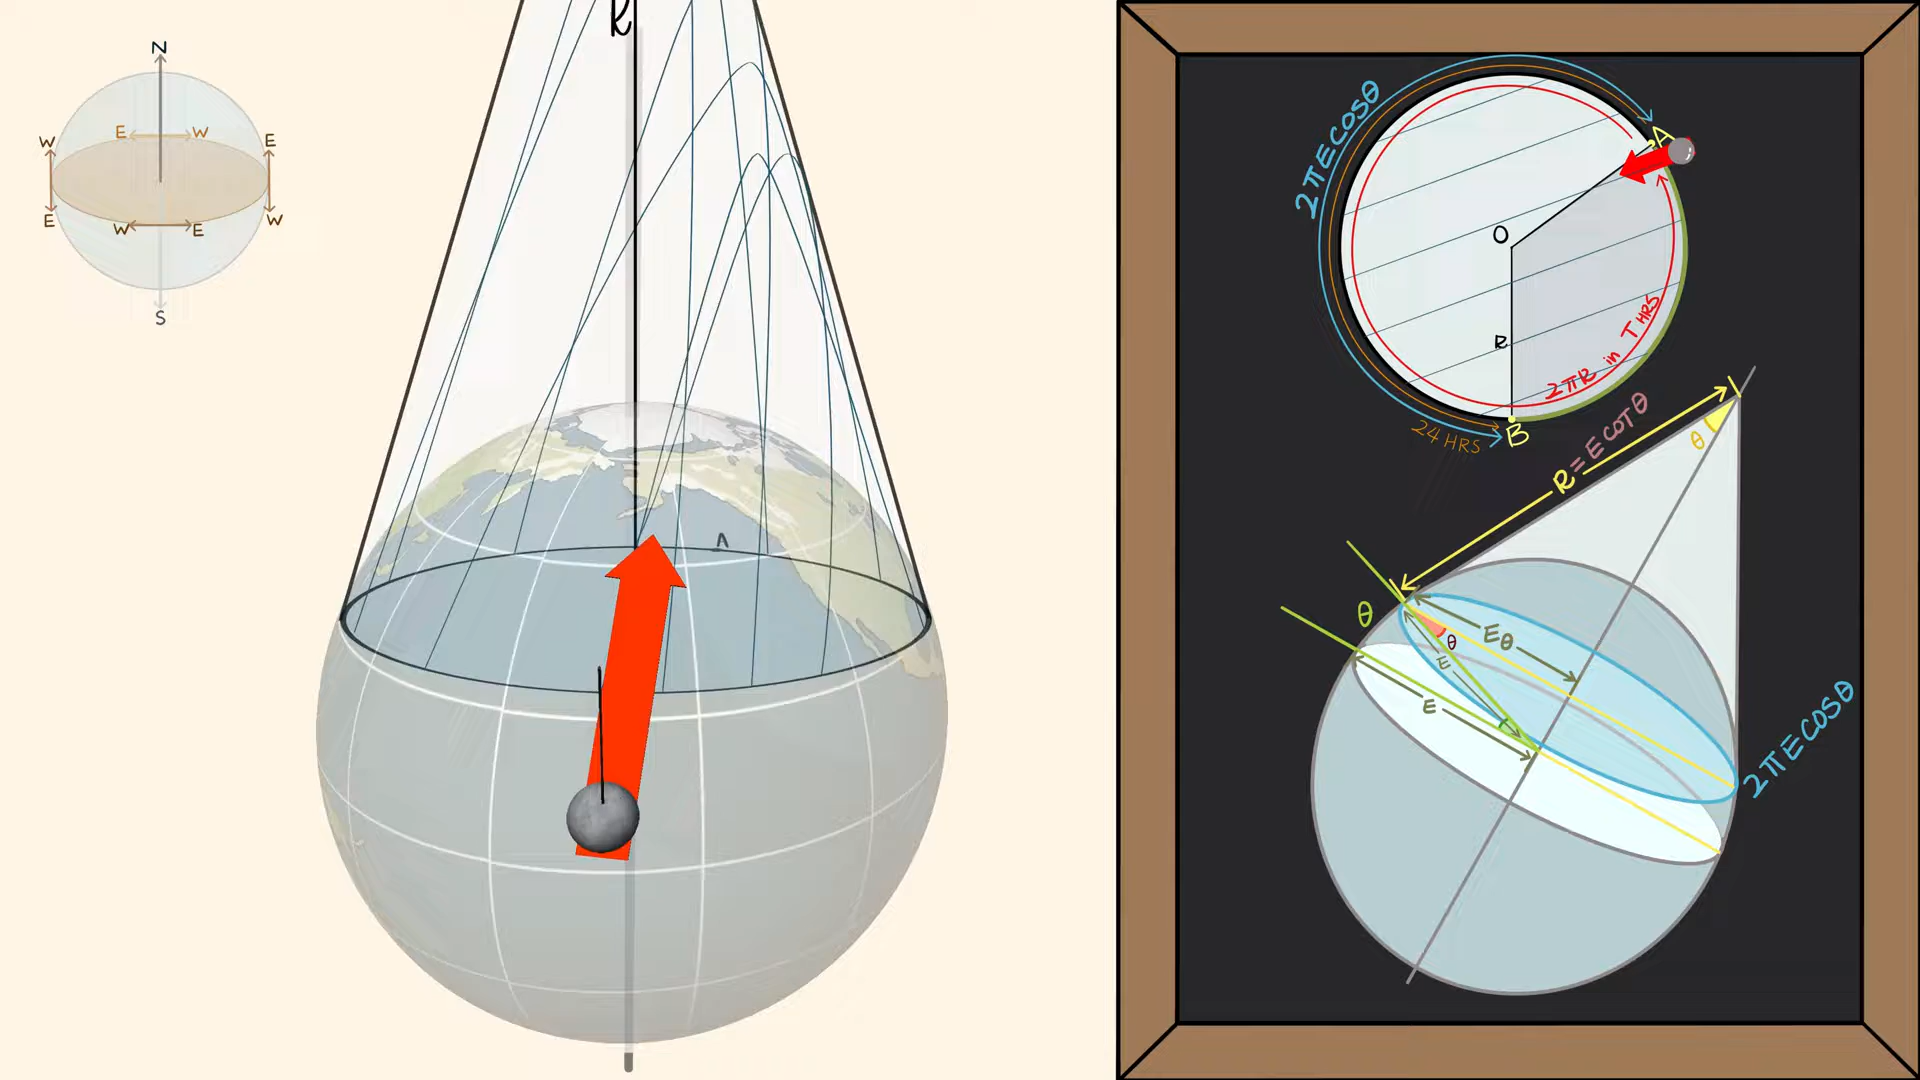 N
W
E
W
E
E
W
E
W
S
R
A
2πECOSθ
A
O
R
2πR in T HRS
24 HRS
B
R=ECOTθ
θ
θ
θ
Eθ
E
E
2πECOSθ